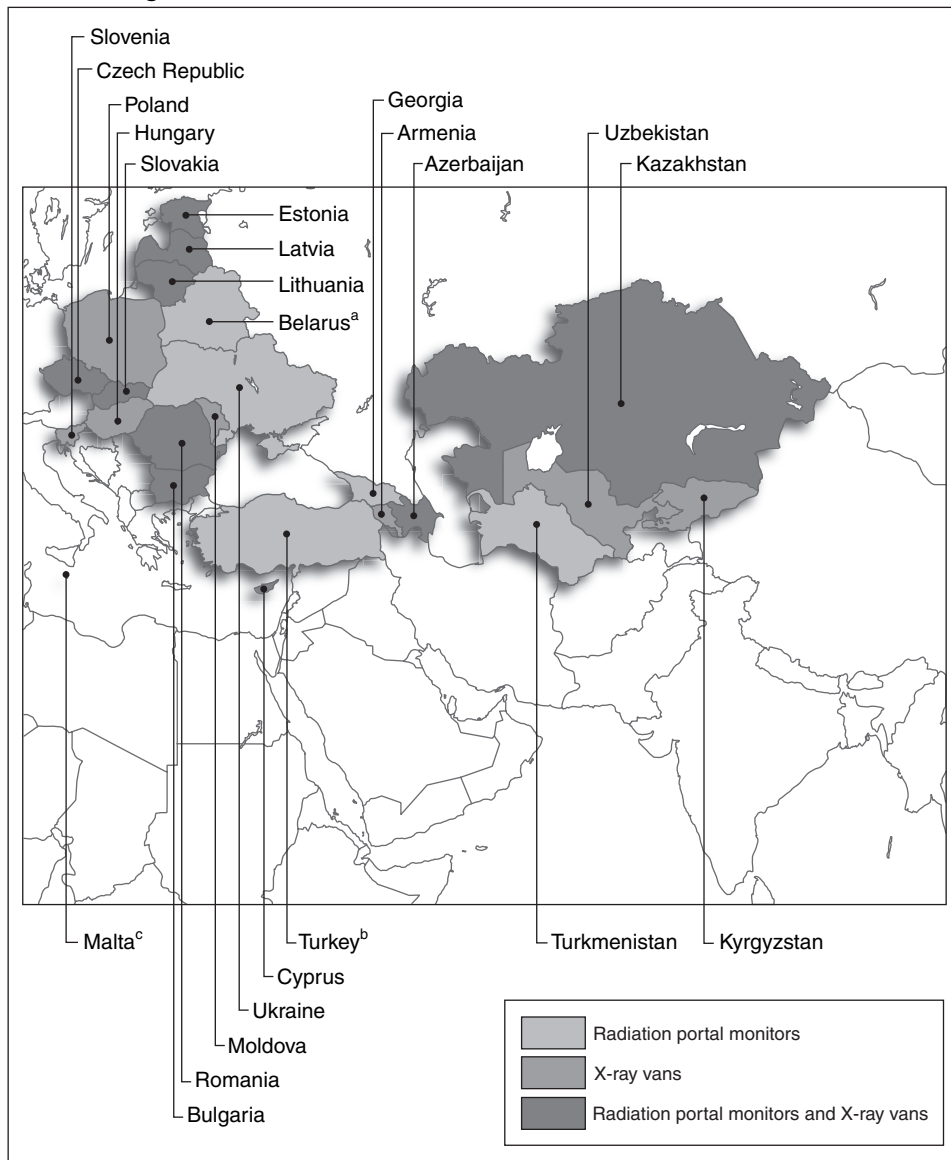 Slovenia
Czech Republic
Poland
Hungary
Slovakia
Georgia
Armenia
Azerbaijan
Uzbekistan
Kazakhstan
Estonia
Latvia
Lithuania
Belarusᵃ
Maltaᶜ
Turkeyᵇ
Turkmenistan
Kyrgyzstan
Cyprus
Ukraine
Moldova
Romania
Bulgaria
Radiation portal monitors
X-ray vans
Radiation portal monitors and X-ray vans